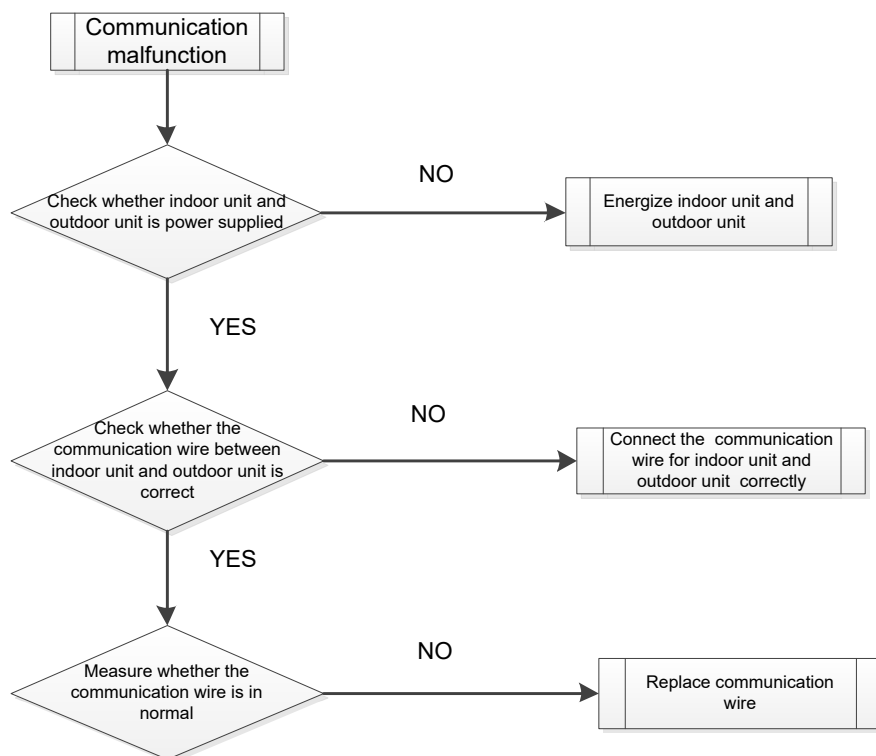 Communication
malfunction
Check whether indoor unit and
outdoor unit is power supplied
NO
Energize indoor unit and
outdoor unit
YES
Check whether the
communication wire between
indoor unit and outdoor unit is
correct
NO
Connect the communication
wire for indoor unit and
outdoor unit correctly
YES
Measure whether the
communication wire is in
normal
NO
Replace communication
wire